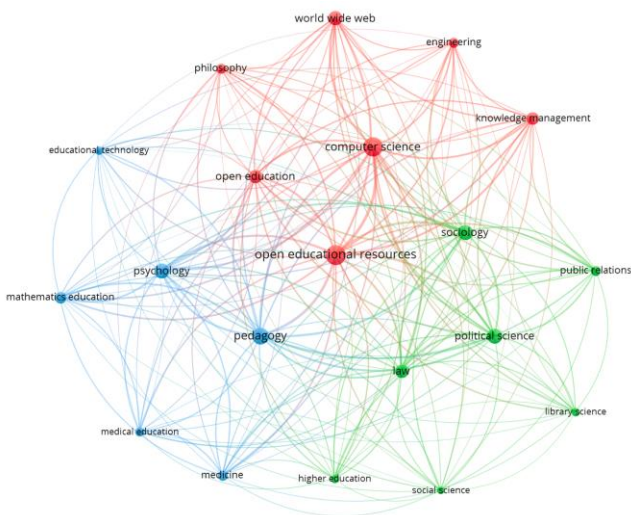 world wide web
engineering
philosophy
knowledge management
computer science
educational technology
open education
sociology
open educational resources
psychology
public relations
mathematics education
pedagogy
political science
law
library science
medical education
medicine
higher education
social science